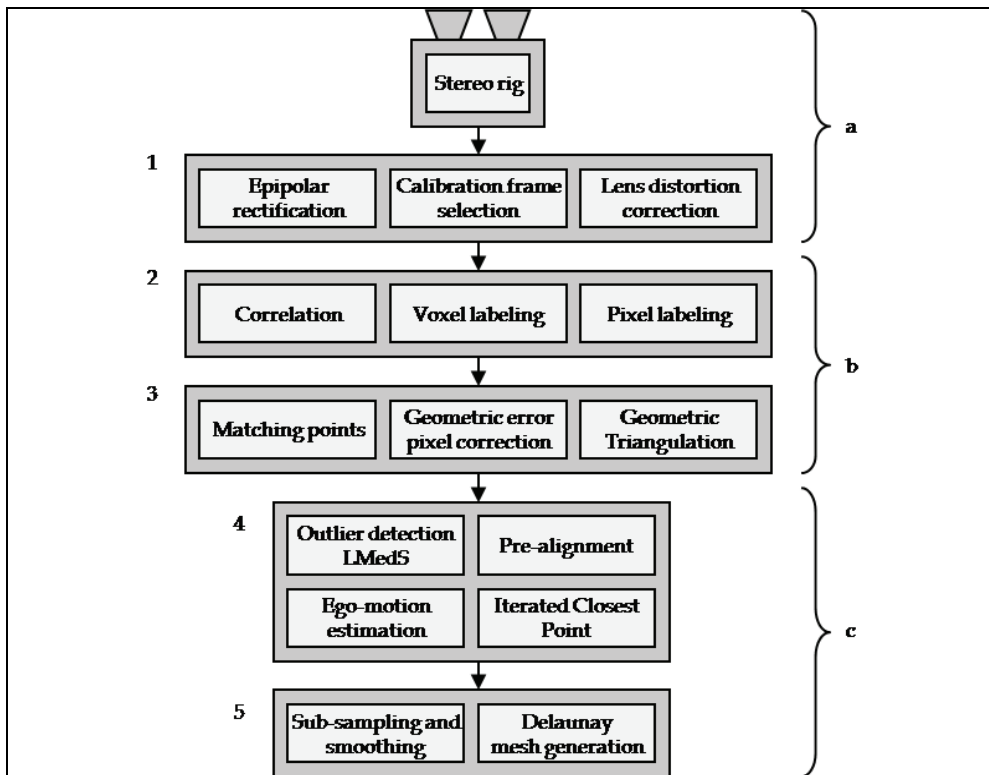 Stereo rig
a
1
Epipolar
rectification
Calibration frame
selection
Lens distortion
correction
2
Correlation
Voxel labeling
Pixel labeling
b
3
Matching points
Geometric error
pixel correction
Geometric
Triangulation
4
Outlier detection
LMedS
Pre-alignment
Ego-motion
estimation
Iterated Closest
Point
c
5
Sub-sampling and
smoothing
Delaunay
mesh generation